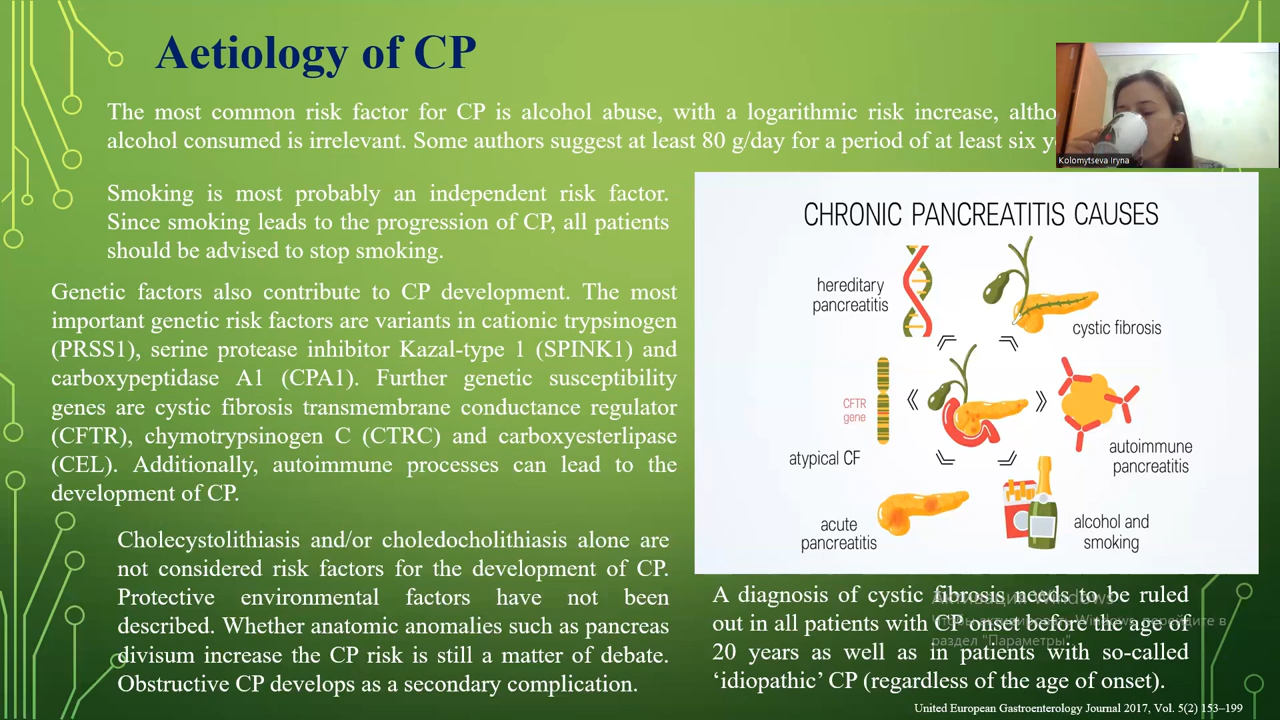 Aetiology of CP
The most common risk factor for CP is alcohol abuse, with a logarithmic risk increase,
alcohol consumed is irrelevant. Some authors suggest at least 80 g/day for a period of at least six
Kolomytseva Iryna
Smoking is most probably an independent risk factor.
Since smoking leads to the progression of CP, all patients
should be advised to stop smoking.
Genetic factors also contribute to CP development. The most
important genetic risk factors are variants in cationic trypsinogen
(PRSS1), serine protease inhibitor Kazal-type 1 (SPINK1) and
carboxypeptidase A1 (CPA1). Further genetic susceptibility
genes are cystic fibrosis transmembrane conductance regulator
(CFTR), chymotrypsinogen C (CTRC) and carboxyesterlipase
(CEL). Additionally, autoimmune processes can lead to the
development of CP.
Cholecystolithiasis and/or choledocholithiasis alone are
not considered risk factors for the development of CP.
Protective environmental factors have not been
described. Whether anatomic anomalies such as pancreas
divisum increase the CP risk is still a matter of debate.
Obstructive CP develops as a secondary complication.
CHRONIC PANCREATITIS CAUSES
hereditary
pancreatitis
cystic fibrosis
CFTR
gene
atypical CF
autoimmune
pancreatitis
acute
pancreatitis
alcohol and
smoking
A diagnosis of cystic fibrosis needs to be ruled
out in all patients with CP onset before the age of
20 years as well as in patients with so-called
‘idiopathic’ CP (regardless of the age of onset).
Активация Windows
Чтобы активировать Windows, перейдите в
раздел "Параметры".
United European Gastroenterology Journal 2017, Vol. 5(2) 153–199